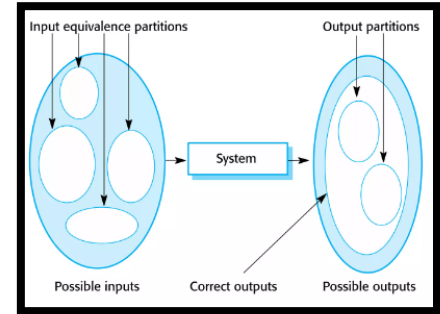 Input equivalence partitions
Output partitions
System
Possible inputs
Correct outputs
Possible outputs